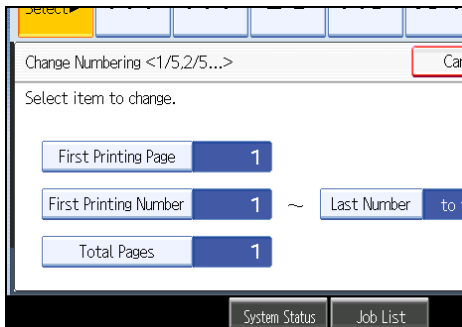 Select►
Change Numbering <1/5,2/5...>
Select item to change.
First Printing Page 1
First Printing Number 1 ~ Last Number to
Total Pages 1
System Status Job List